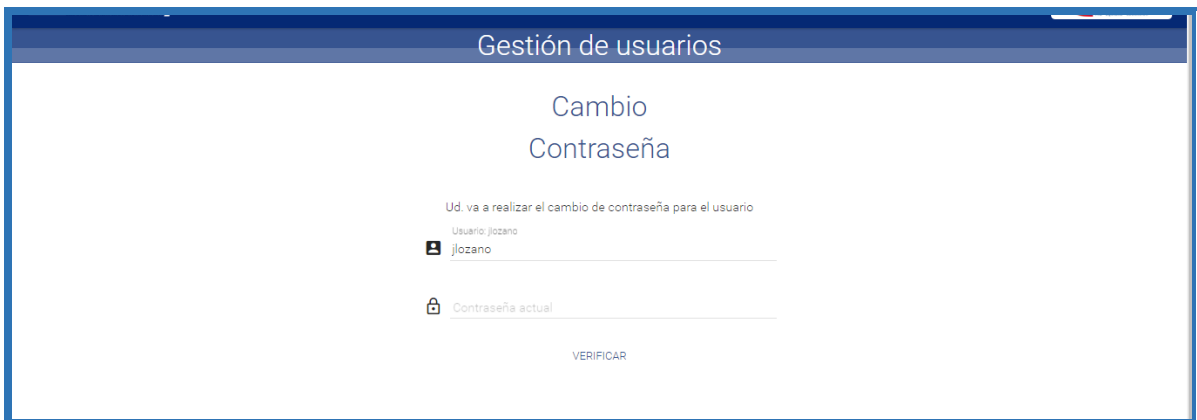 Gestión de usuarios
Cambio
Contraseña
Ud. va a realizar el cambio de contraseña para el usuario
Usuario: jlozano
jlozano
Contraseña actual
VERIFICAR